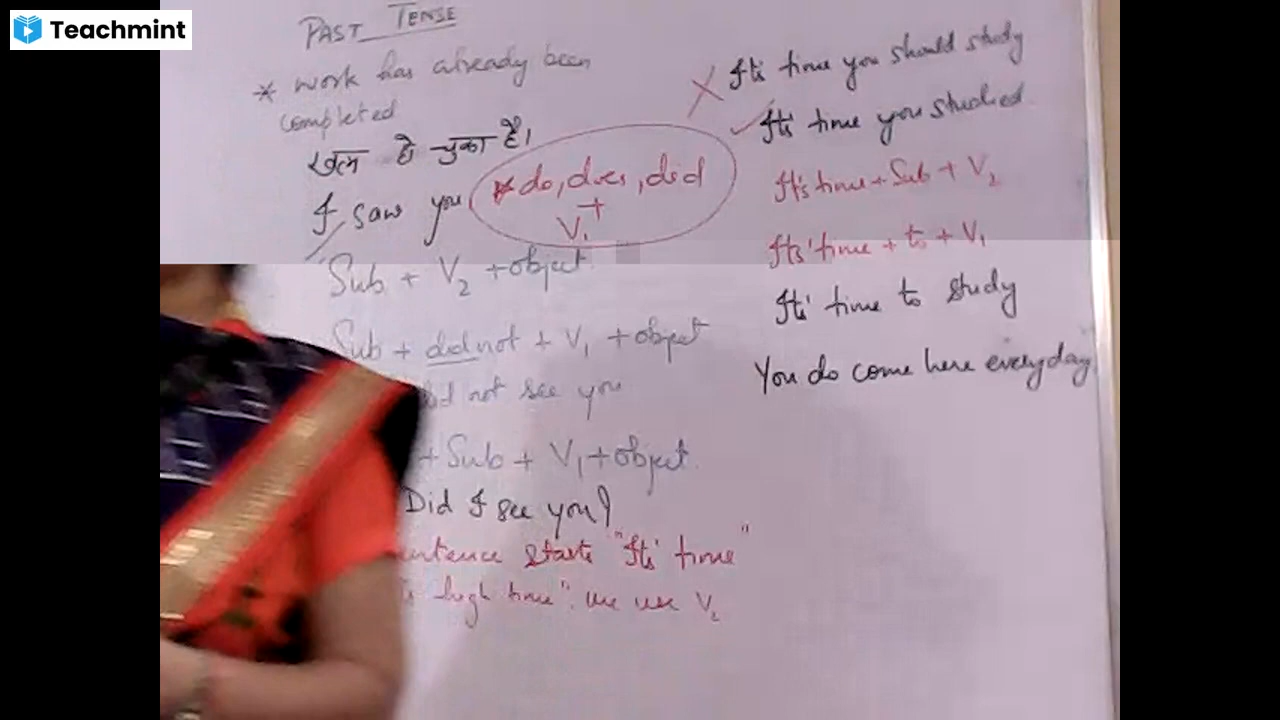 Teachmint
PAST TENSE
* work has already been
completed
खत्म हो चुका है।
I saw you
* do, does, did
+
V1
Sub + V2 + object
Sub + did not + V1 + object
did not see you
+ Sub + V1 + object
Did I see you?
sentence starts "It's time"
high time". we use V2
It's time you should study
It's time you studied
It's time + Sub + V2
It's time + to + V1
It's time to study
You do come here everyday